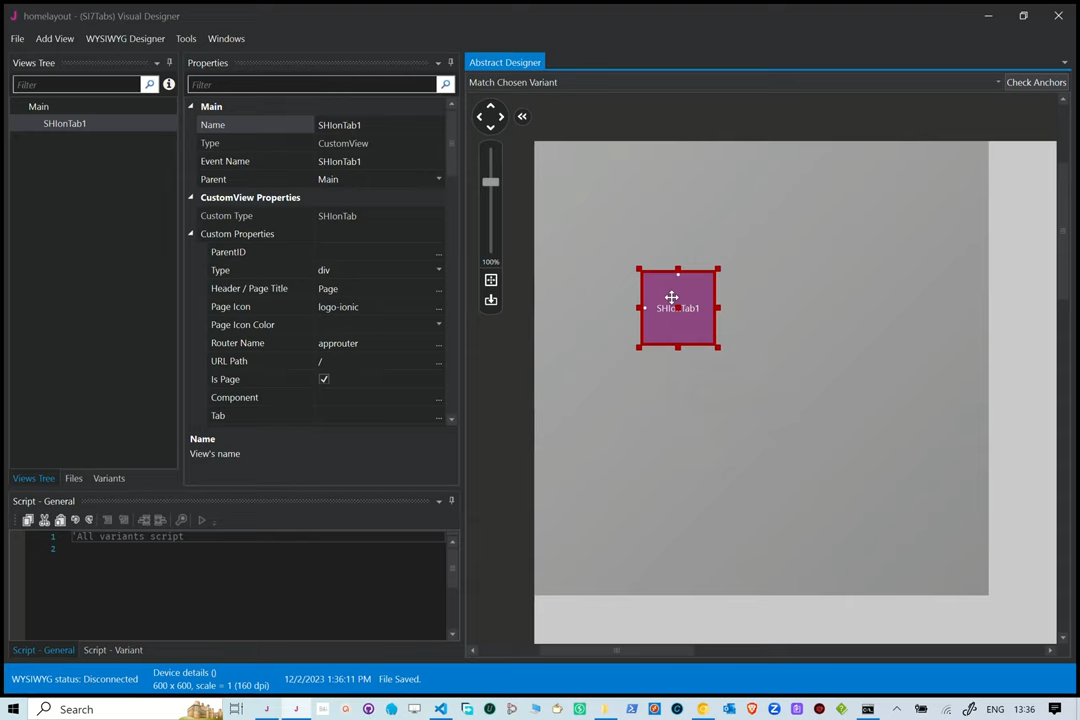 homelayout - (SI7Tabs) Visual Designer
File Add View WYSIWYG Designer Tools Windows
Views Tree
Filter
Main
SHIonTab1
Views Tree Files Variants
Properties
Filter
Main
Name SHIonTab1
Type CustomView
Event Name SHIonTab1
Parent Main
CustomView Properties
Custom Type SHIonTab
Custom Properties
ParentID ...
Type div
Header / Page Title Page ...
Page Icon logo-ionic ...
Page Icon Color
Router Name approuter ...
URL Path / ...
Is Page
Component ...
Tab ...
Name
View's name
Script - General
1 'All variants script
2
Script - General Script - Variant
Abstract Designer
Match Chosen Variant Check Anchors
100%
SHIonTab1
WYSIWYG status: Disconnected
Device details ()
600 x 600, scale = 1 (160 dpi)
12/2/2023 1:36:11 PM File Saved.
Search
ENG 13:36